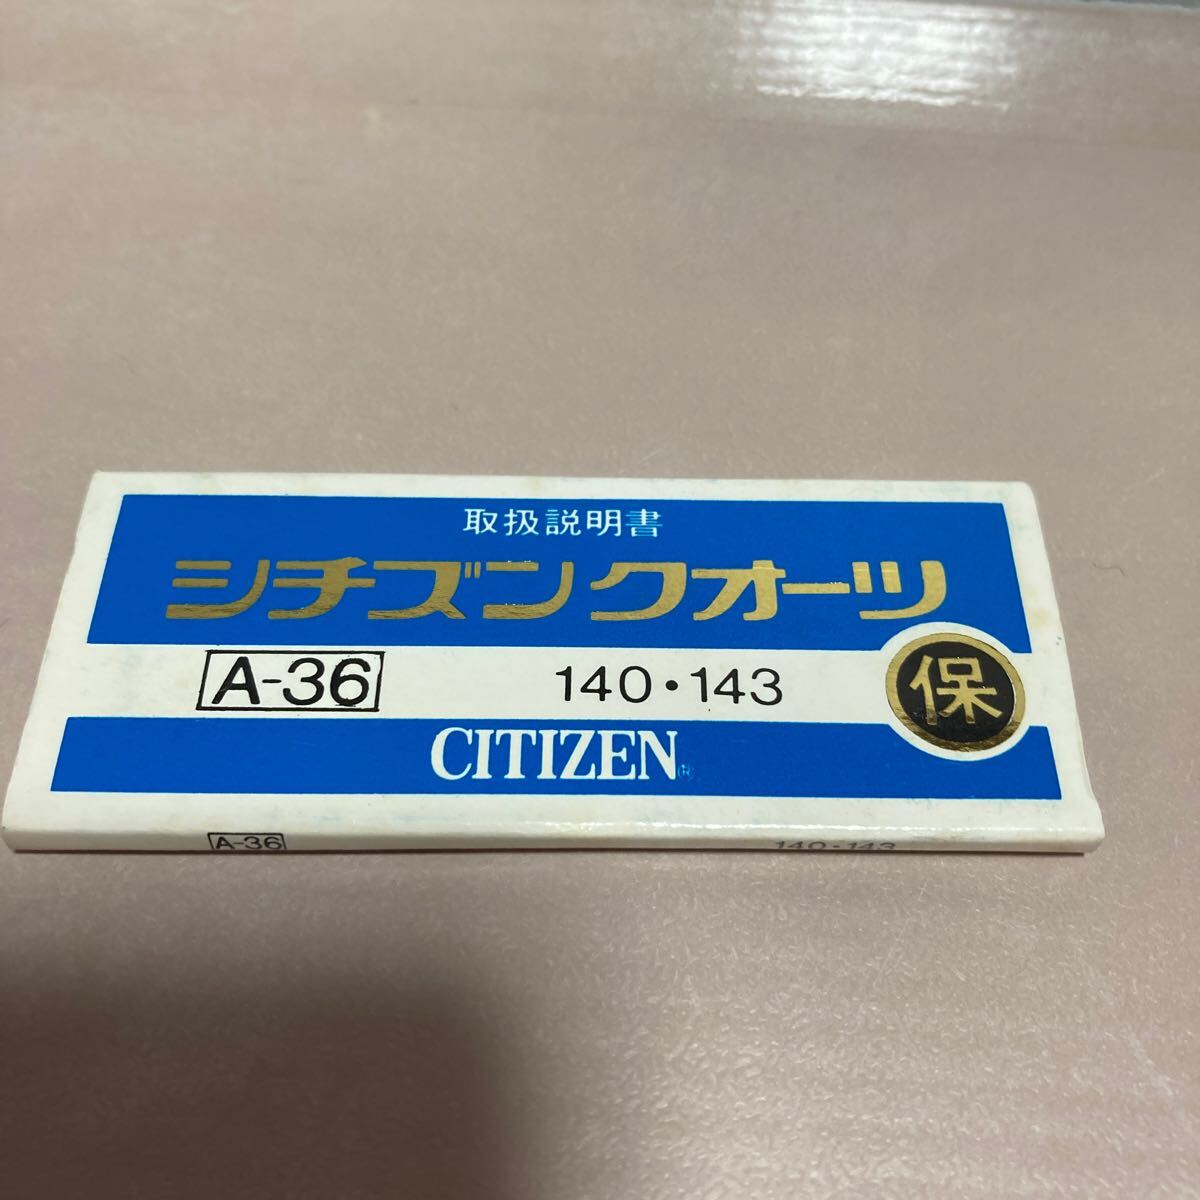 取扱説明書
シチズンクオーツ
A-36 140・143 保
CITIZEN®
A-36 140・143